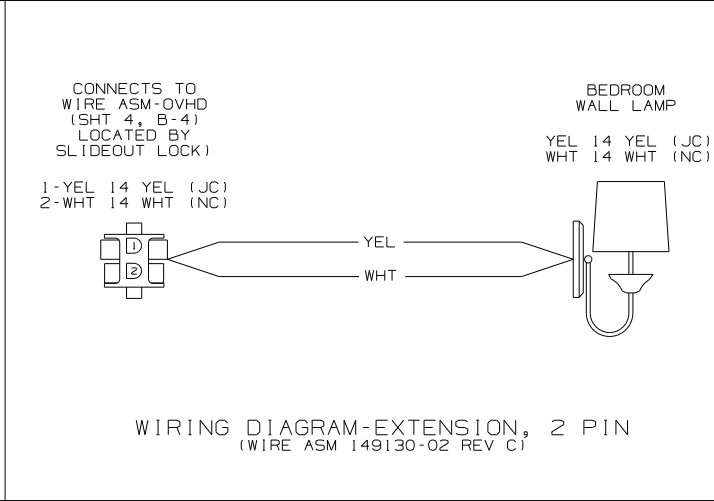 CONNECTS TO
WIRE ASM-OVHD
(SHT 4, B-4)
LOCATED BY
SLIDEOUT LOCK)
1-YEL 14 YEL (JC)
2-WHT 14 WHT (NC)
BEDROOM
WALL LAMP
YEL 14 YEL (JC)
WHT 14 WHT (NC)
1
2
YEL
WHT
WIRING DIAGRAM-EXTENSION, 2 PIN
(WIRE ASM 149130-02 REV C)